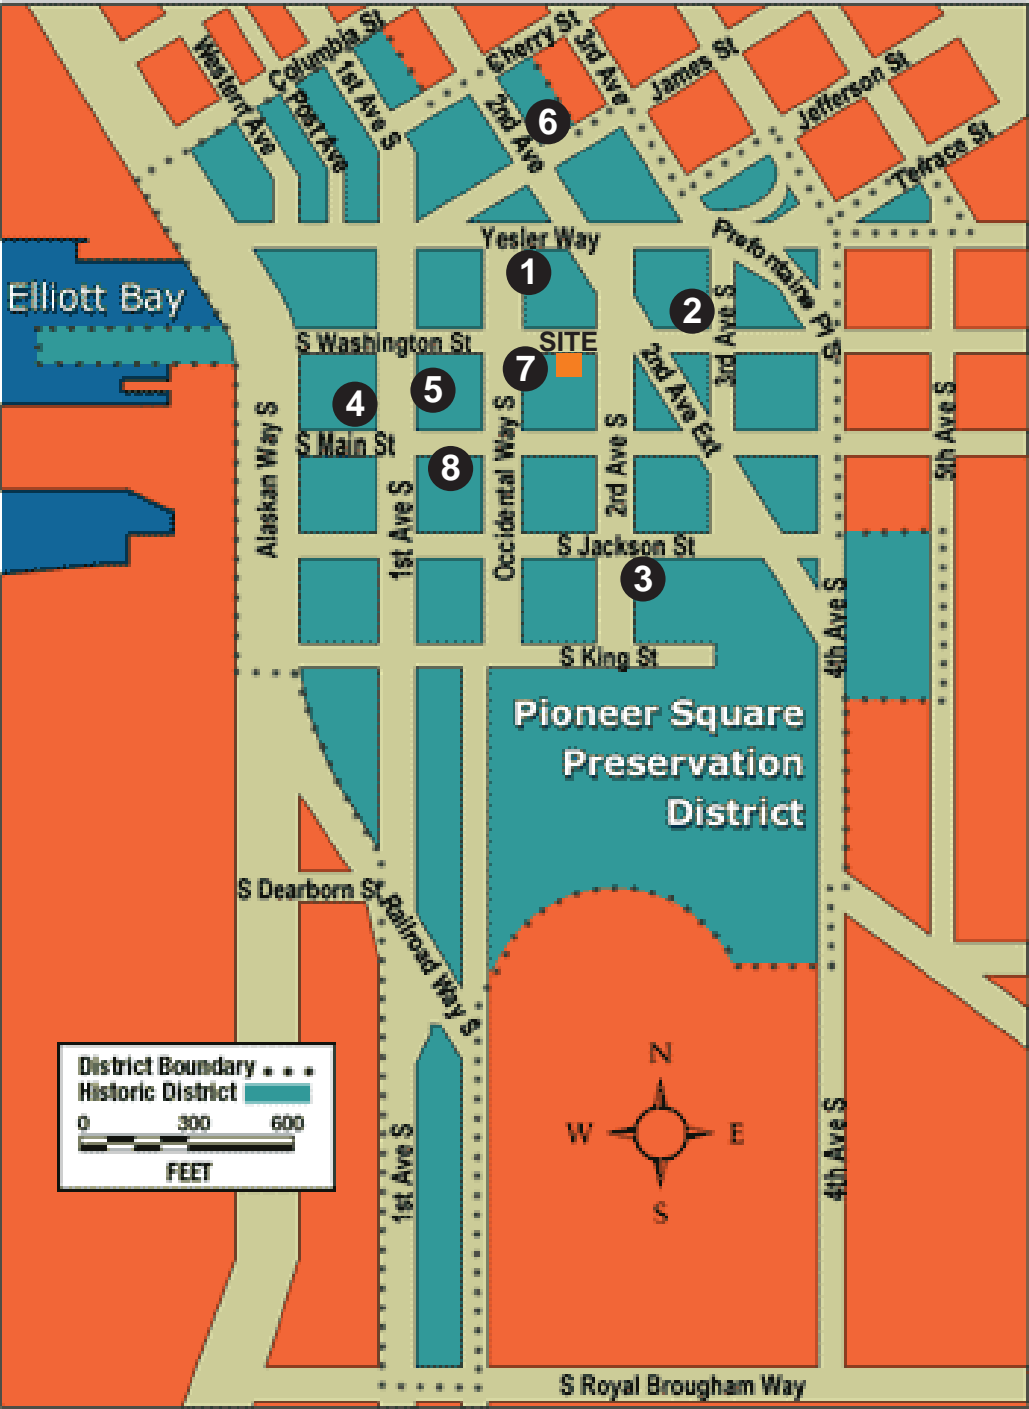 Columbia St
Cherry St
3rd Ave
James St
Jefferson St
Terrace St
Western Ave
Post Ave
1st Ave S
2nd Ave
6
Yesler Way
Prefontaine Pl S
1
Elliott Bay
2
3rd Ave S
S Washington St
SITE
7
5
4
2nd Ave Ext
S Main St
8
Alaskan Way S
1st Ave S
Occidental Way S
2rd Ave S
5th Ave S
S Jackson St
3
4th Ave S
S King St
Pioneer Square
Preservation
District
S Dearborn St
Railroad Way S
District Boundary
Historic District
0 300 600
FEET
N
W E
S
1st Ave S
4th Ave S
S Royal Brougham Way